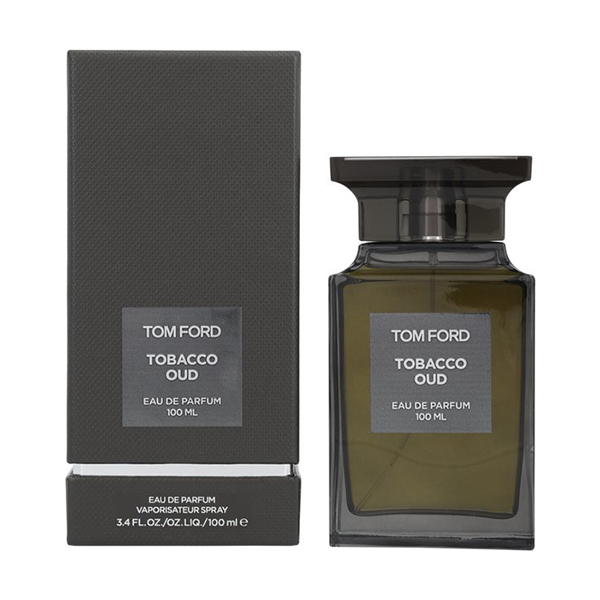 TOM FORD
TOBACCO
OUD
EAU DE PARFUM
100 ML
EAU DE PARFUM
VAPORISATEUR SPRAY
3.4 FL.OZ./OZ.LIQ./100 ml ℮
TOM FORD
TOBACCO
OUD
EAU DE PARFUM
100 ML